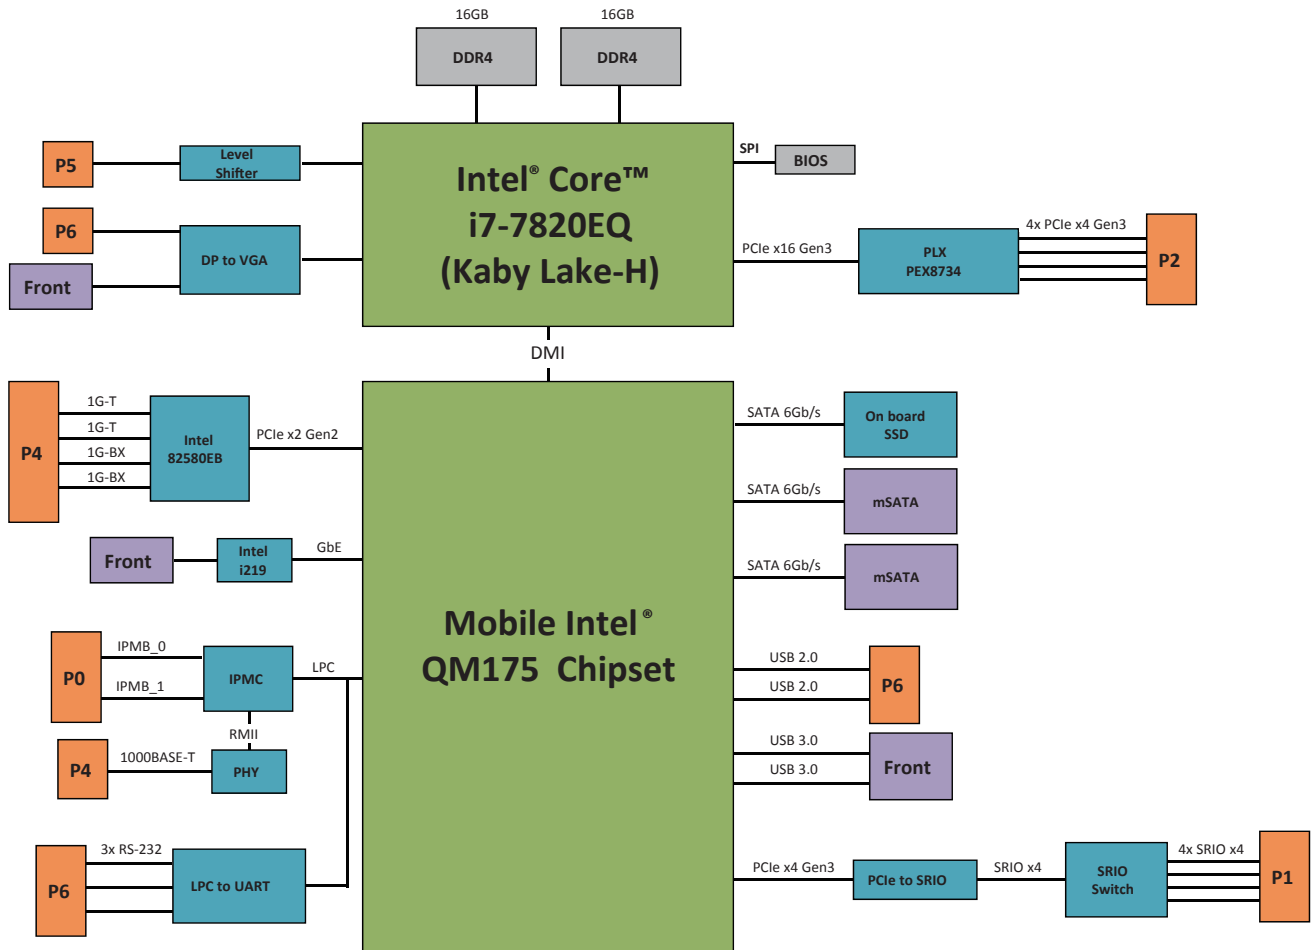 16GB
16GB
DDR4
DDR4
P5
Level
Shifter
P6
DP to VGA
Front
Intel® Core™
i7-7820EQ
(Kaby Lake-H)
SPI
BIOS
PCIe x16 Gen3
PLX
PEX8734
4x PCIe x4 Gen3
P2
DMI
P4
1G-T
1G-T
1G-BX
1G-BX
Intel
82580EB
PCIe x2 Gen2
Front
Intel
i219
GbE
P0
IPMB_0
IPMB_1
IPMC
LPC
RMII
P4
1000BASE-T
PHY
P6
3x RS-232
LPC to UART
Mobile Intel®
QM175 Chipset
SATA 6Gb/s
On board
SSD
SATA 6Gb/s
mSATA
SATA 6Gb/s
mSATA
USB 2.0
USB 2.0
P6
USB 3.0
USB 3.0
Front
PCIe x4 Gen3
PCIe to SRIO
SRIO x4
SRIO
Switch
4x SRIO x4
P1